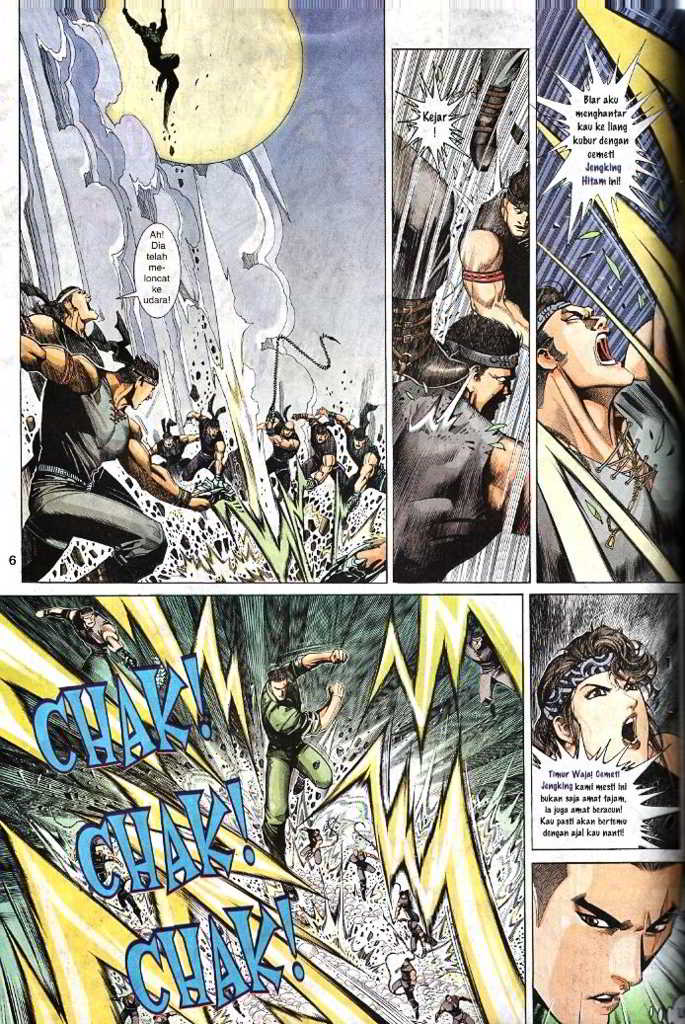 Ah!
Dia
telah
me-
loncat
ke
udara!
Kejar
!
Biar aku
menghantar
kau ke liang
kubur dengan
cemeti
Jengking
Hitam ini!
6
CHAK!
CHAK!
CHAK!
Timur Waja! Cemeti
Jengking kami mesti ini
bukan saja amat tajam,
ia juga amat beracun!
Kau pasti akan bertemu
dengan ajal kau nanti!